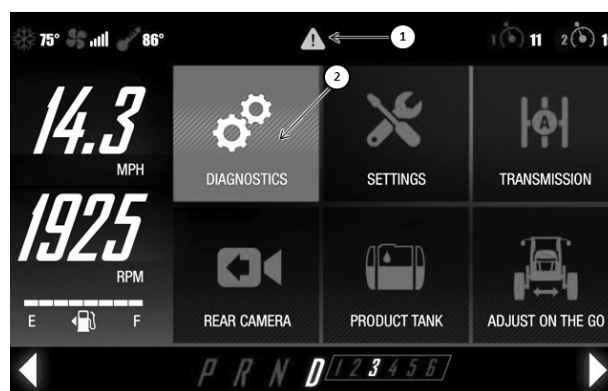 75° 86° 1 1 11 2
2
14.3
MPH
DIAGNOSTICS SETTINGS A TRANSMISSION
1925
RPM
E F
REAR CAMERA PRODUCT TANK ADJUST ON THE GO
P R N D 1 2 3 4 5 6